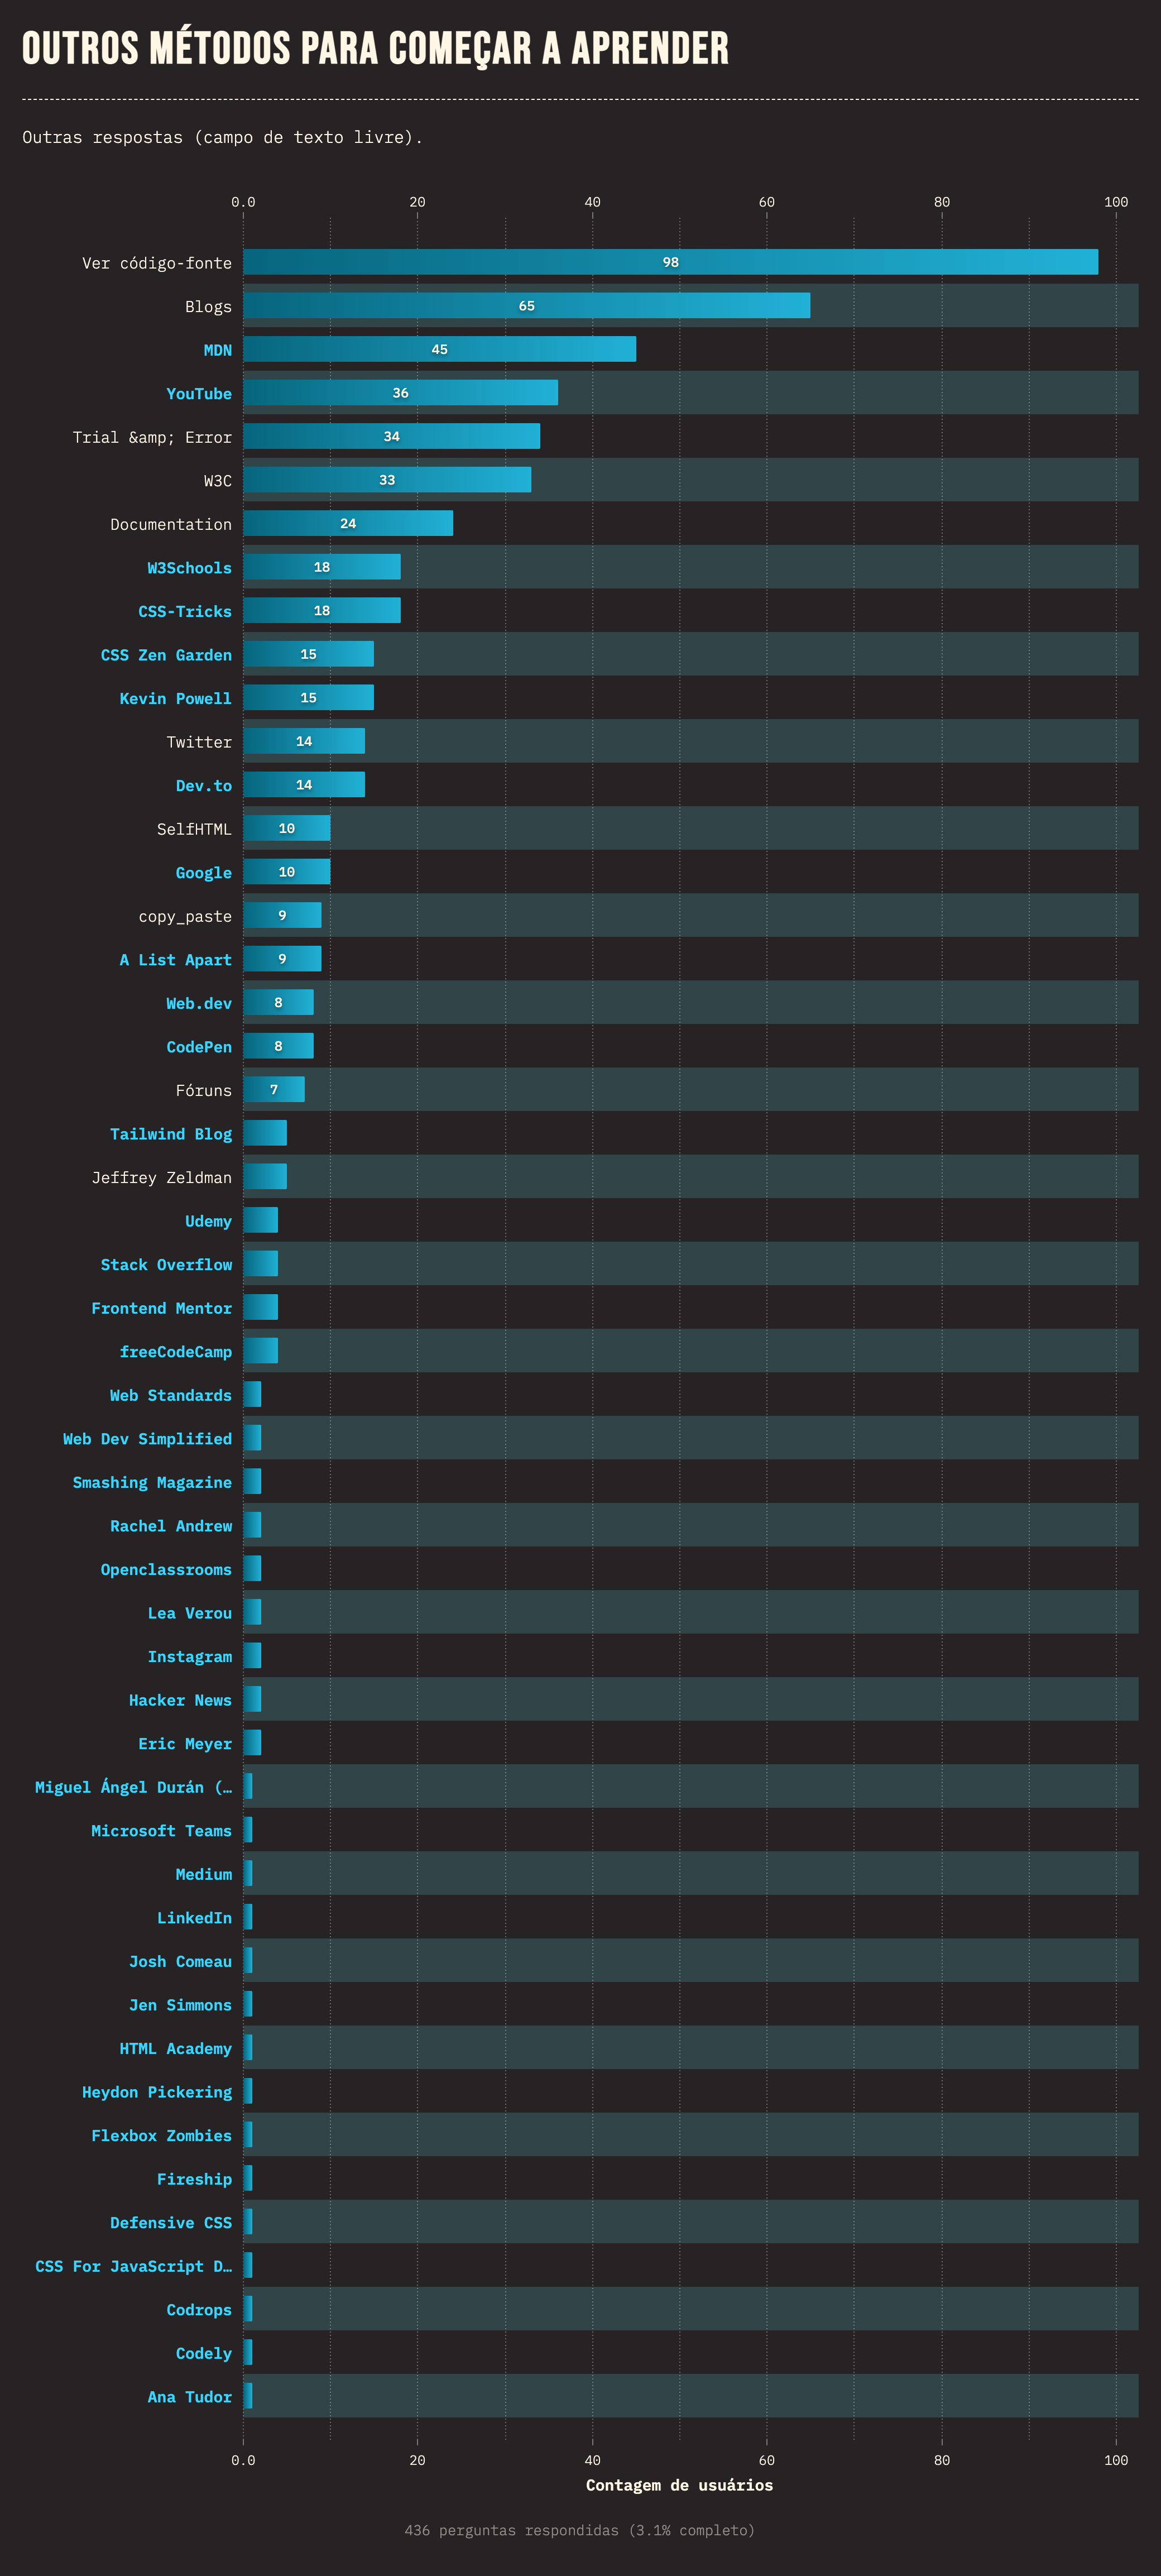 OUTROS MÉTODOS PARA COMEÇAR A APRENDER
Outras respostas (campo de texto livre).
0.0 20 40 60 80 100
Ver código-fonte 98
Blogs 65
MDN 45
YouTube 36
Trial &amp; Error 34
W3C 33
Documentation 24
W3Schools 18
CSS-Tricks 18
CSS Zen Garden 15
Kevin Powell 15
Twitter 14
Dev.to 14
SelfHTML 10
Google 10
copy_paste 9
A List Apart 9
Web.dev 8
CodePen 8
Fóruns 7
Tailwind Blog
Jeffrey Zeldman
Udemy
Stack Overflow
Frontend Mentor
freeCodeCamp
Web Standards
Web Dev Simplified
Smashing Magazine
Rachel Andrew
Openclassrooms
Lea Verou
Instagram
Hacker News
Eric Meyer
Miguel Ángel Durán (…
Microsoft Teams
Medium
LinkedIn
Josh Comeau
Jen Simmons
HTML Academy
Heydon Pickering
Flexbox Zombies
Fireship
Defensive CSS
CSS For JavaScript D…
Codrops
Codely
Ana Tudor
0.0 20 40 60 80 100
Contagem de usuários
436 perguntas respondidas (3.1% completo)